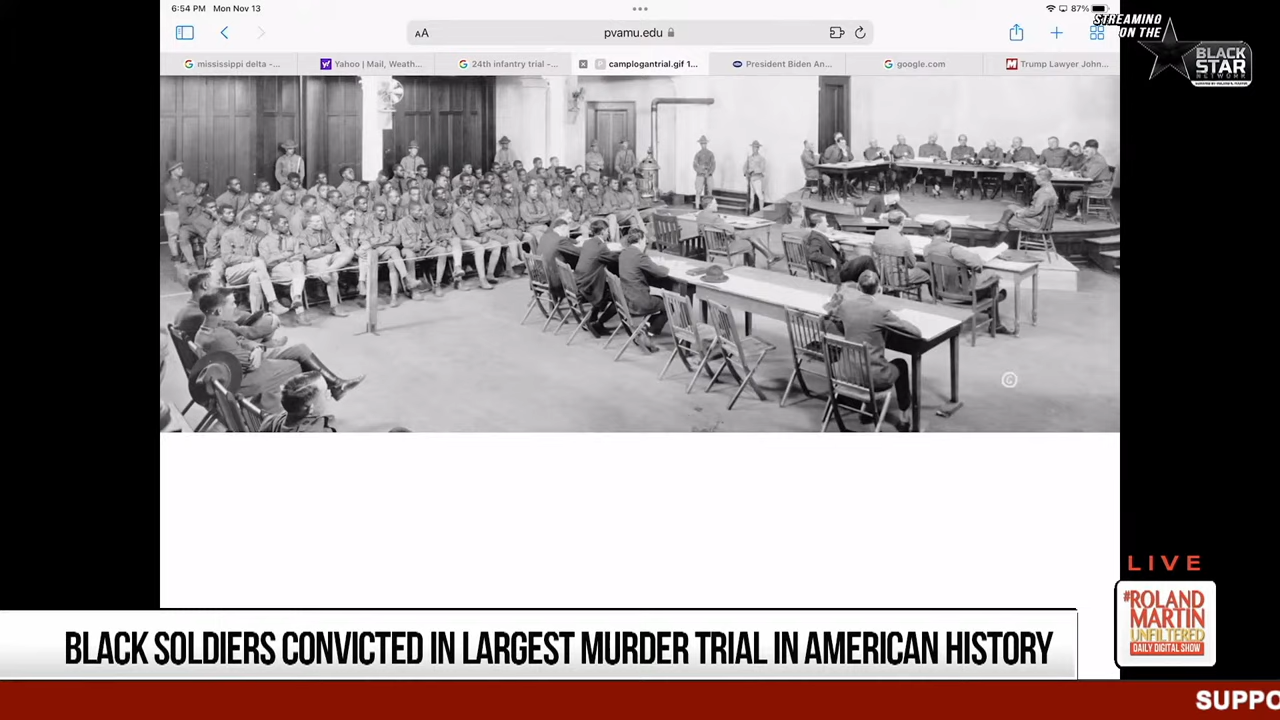 6:54 PM Mon Nov 13
87%
AA
pvamu.edu
mississippi delta -...
Yahoo | Mail, Weath...
24th infantry trial -...
camplogantrial.gif 1...
President Biden An...
google.com
Trump Lawyer John...
STREAMING
ON THE
BLACK
STAR
NETWORK
©
LIVE
#ROLAND
MARTIN
UNFILTERED
DAILY DIGITAL SHOW
BLACK SOLDIERS CONVICTED IN LARGEST MURDER TRIAL IN AMERICAN HISTORY
SUPPO